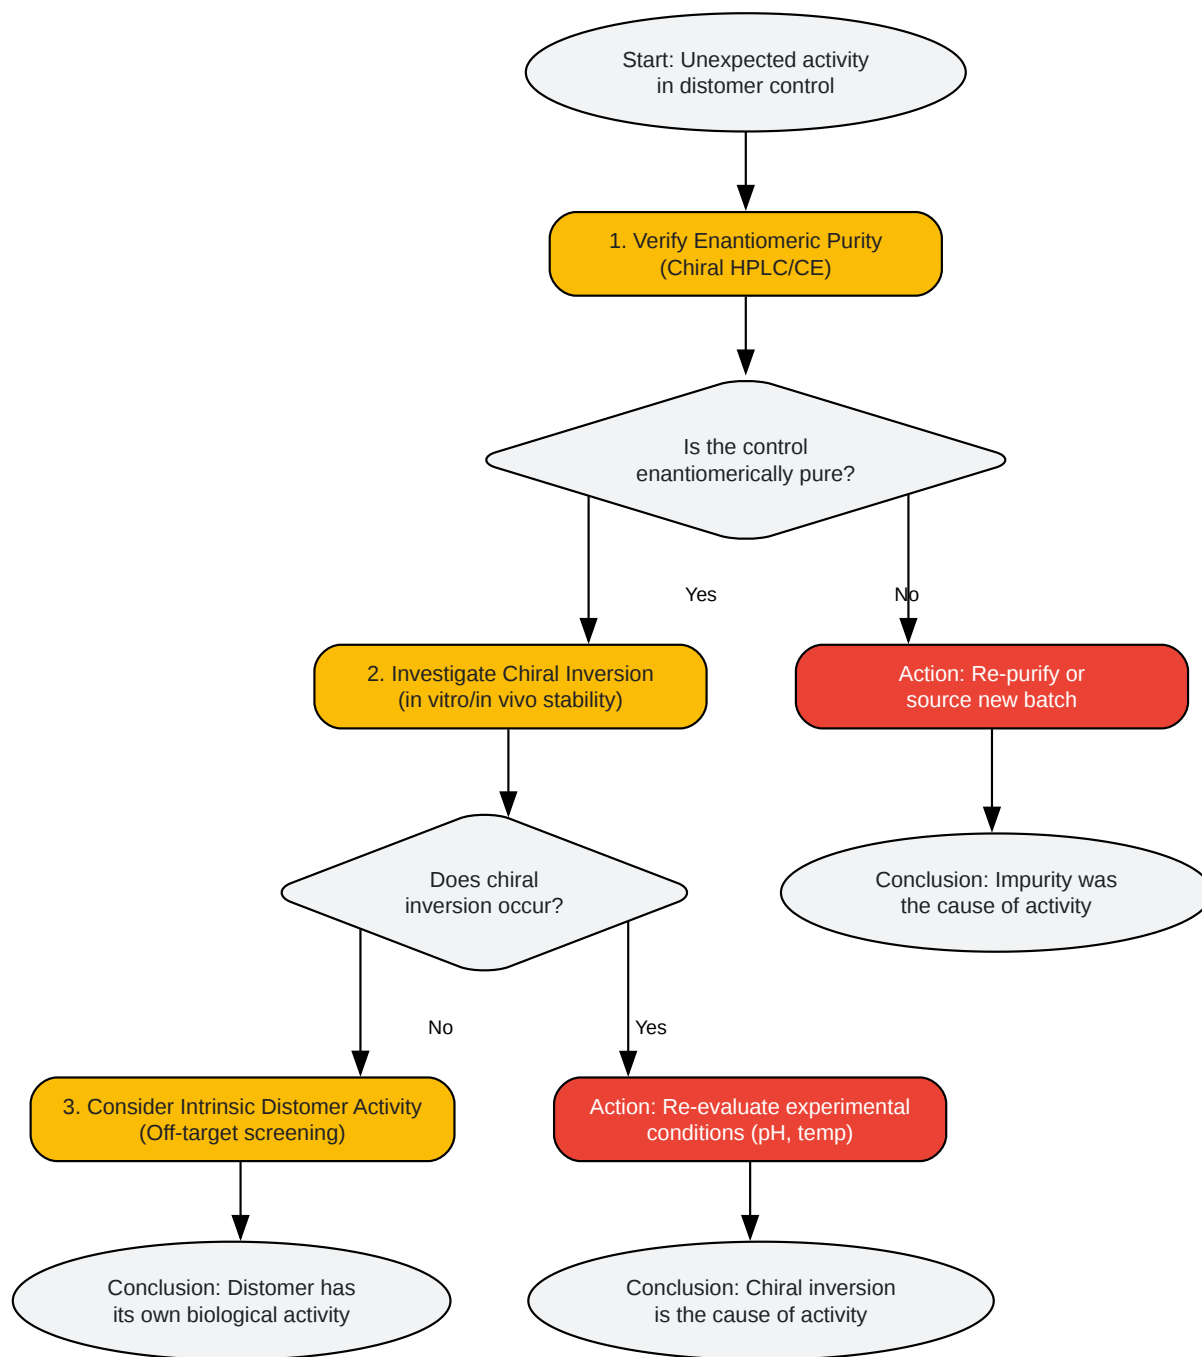 Start: Unexpected activity
in distomer control
1. Verify Enantiomeric Purity
(Chiral HPLC/CE)
Is the control
enantiomerically pure?
Yes
No
2. Investigate Chiral Inversion
(in vitro/in vivo stability)
Action: Re-purify or
source new batch
Does chiral
inversion occur?
Conclusion: Impurity was
the cause of activity
No
Yes
3. Consider Intrinsic Distomer Activity
(Off-target screening)
Action: Re-evaluate experimental
conditions (pH, temp)
Conclusion: Distomer has
its own biological activity
Conclusion: Chiral inversion
is the cause of activity